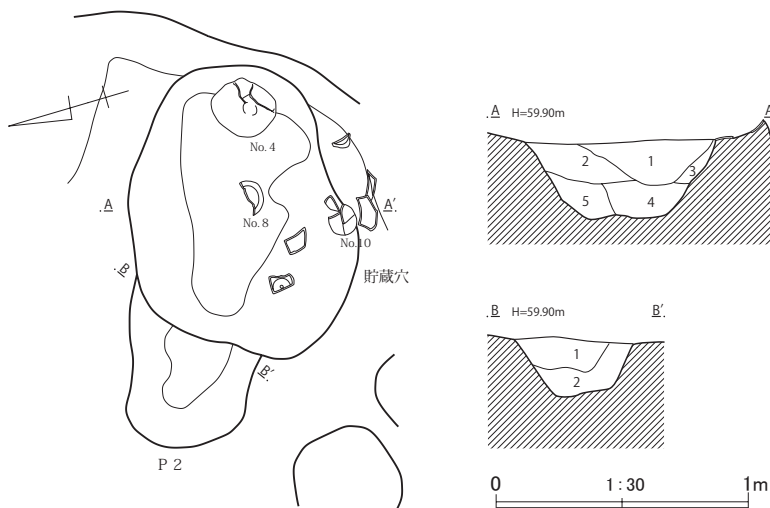 No.4
A
A′
No.8
No.10
B
貯蔵穴
B′
P 2
A H=59.90m A
2 1
3
5 4
B H=59.90m B′
1
2
0 1:30 1m